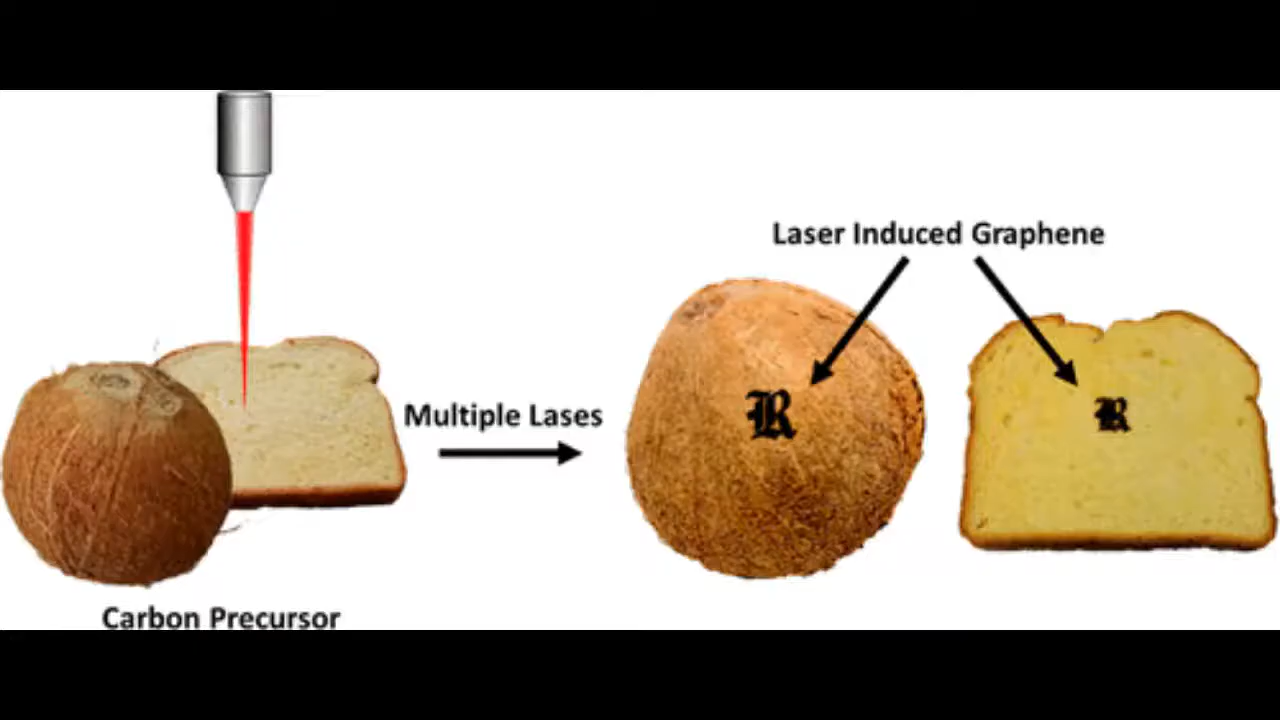 Laser Induced Graphene
Multiple Lases
R
R
Carbon Precursor